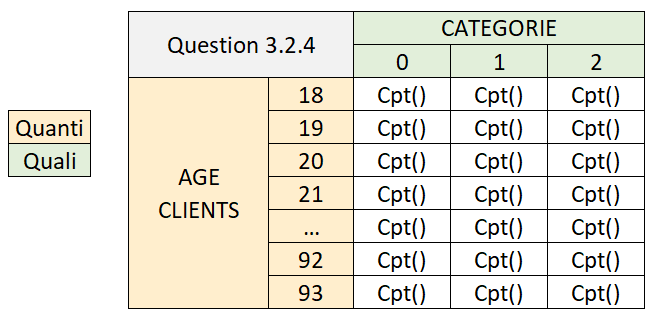 Question 3.2.4
CATEGORIE
0 1 2
Quanti
Quali
AGE
CLIENTS
18 Cpt() Cpt() Cpt()
19 Cpt() Cpt() Cpt()
20 Cpt() Cpt() Cpt()
21 Cpt() Cpt() Cpt()
... Cpt() Cpt() Cpt()
92 Cpt() Cpt() Cpt()
93 Cpt() Cpt() Cpt()